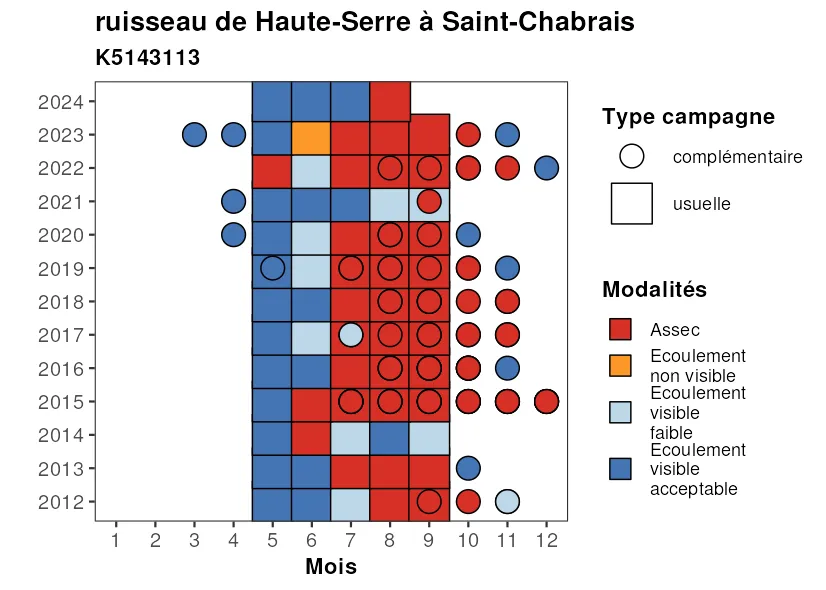 ruisseau de Haute-Serre à Saint-Chabrais
K5143113
2024
2023
2022
2021
2020
2019
2018
2017
2016
2015
2014
2013
2012
1 2 3 4 5 6 7 8 9 10 11 12
Mois
Type campagne
complémentaire
usuelle
Modalités
Assec
Ecoulement
non visible
Ecoulement
visible
faible
Ecoulement
visible
acceptable